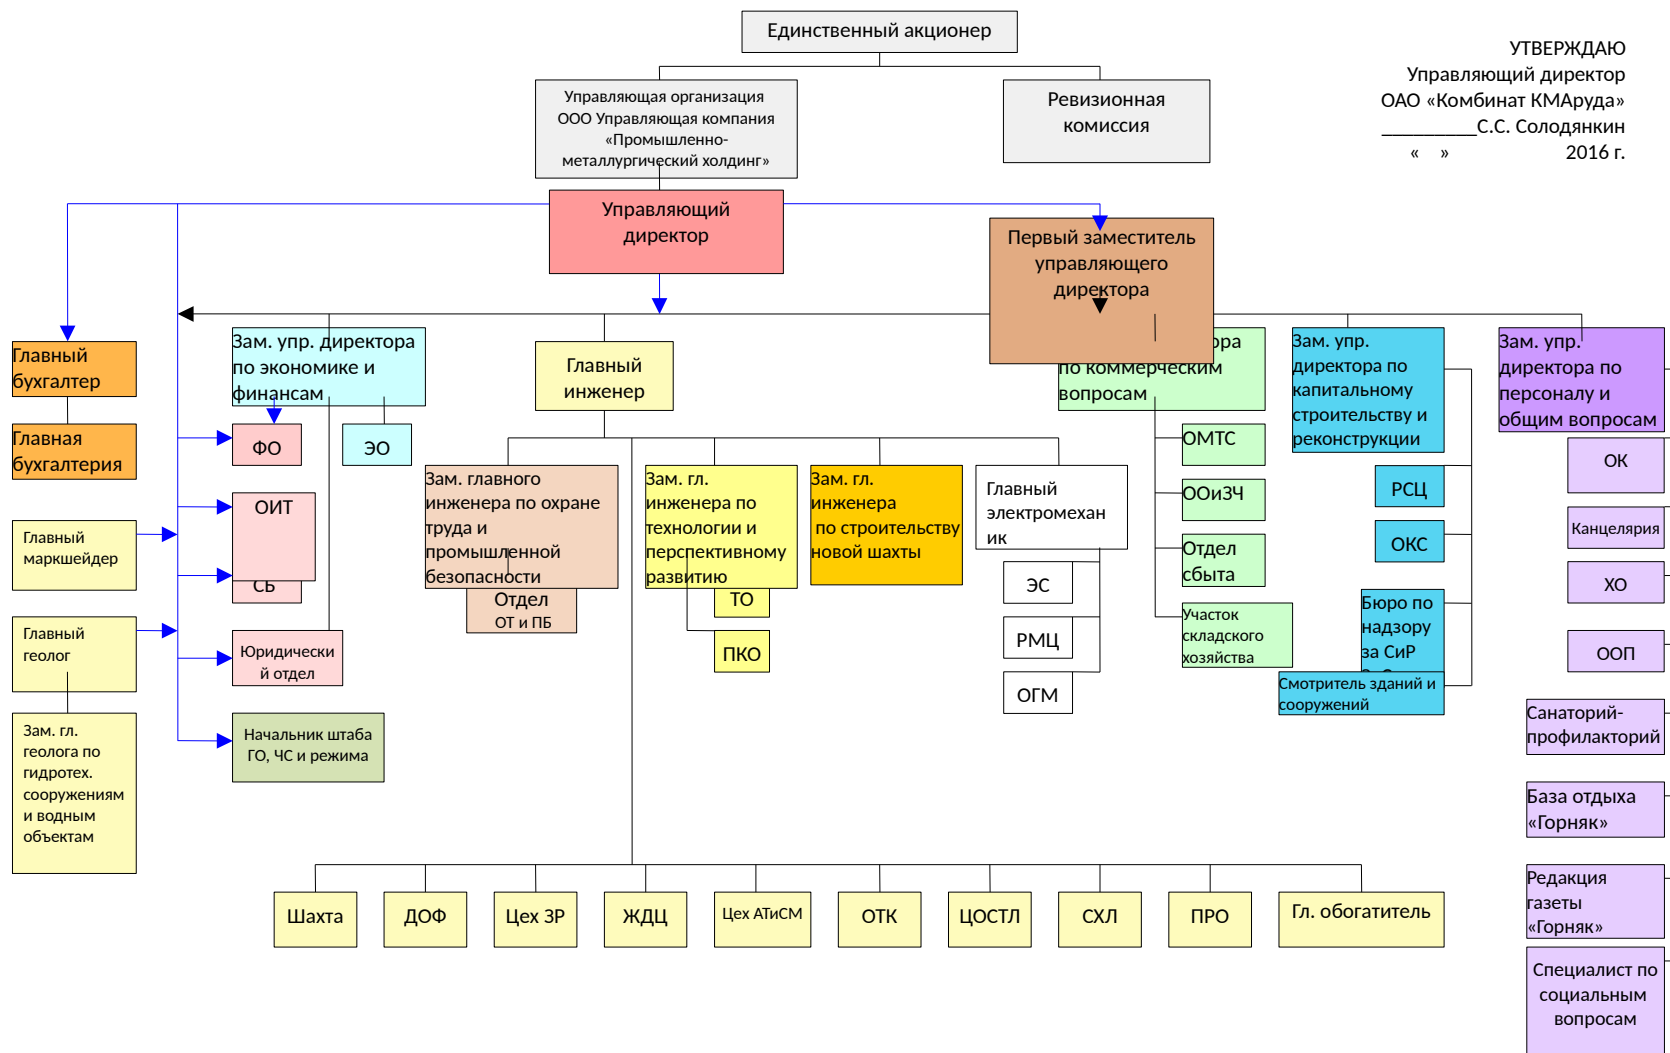 Единственный акционер
УТВЕРЖДАЮ
Управляющий директор
ОАО «Комбинат КМАруда»
_________С.С. Солодянкин
« » 2016 г.
Управляющая организация
ООО Управляющая компания
«Промышленно-
металлургический холдинг»
Ревизионная
комиссия
Управляющий
директор
Первый заместитель
управляющего
директора
Главный
бухгалтер
Главная
бухгалтерия
Главный
маркшейдер
Главный
геолог
Зам. гл.
геолога по
гидротех.
сооружениям
и водным
объектам
Зам. упр. директора
по экономике и
финансам
ФО
ЭО
ОИТ
СБ
Юридически
й отдел
Начальник штаба
ГО, ЧС и режима
Главный
инженер
Зам. главного
инженера по охране
труда и
промышленной
безопасности
Отдел
ОТ и ПБ
Зам. гл.
инженера по
технологии и
перспективному
развитию
ТО
ПКО
Зам. гл.
инженера
по строительству
новой шахты
Главный
электромехан
ик
ЭС
РМЦ
ОГМ
ора
по коммерческим
вопросам
ОМТС
ООиЗЧ
Отдел
сбыта
Участок
складского
хозяйства
Зам. упр.
директора по
капитальному
строительству и
реконструкции
РСЦ
ОКС
Бюро по
надзору
за СиР
Смотритель зданий и
сооружений
Зам. упр.
директора по
персоналу и
общим вопросам
ОК
Канцелярия
ХО
ООП
Санаторий-
профилакторий
База отдыха
«Горняк»
Редакция
газеты
«Горняк»
Специалист по
социальным
вопросам
Шахта
ДОФ
Цех ЗР
ЖДЦ
Цех АТиСМ
ОТК
ЦОСТЛ
СХЛ
ПРО
Гл. обогатитель